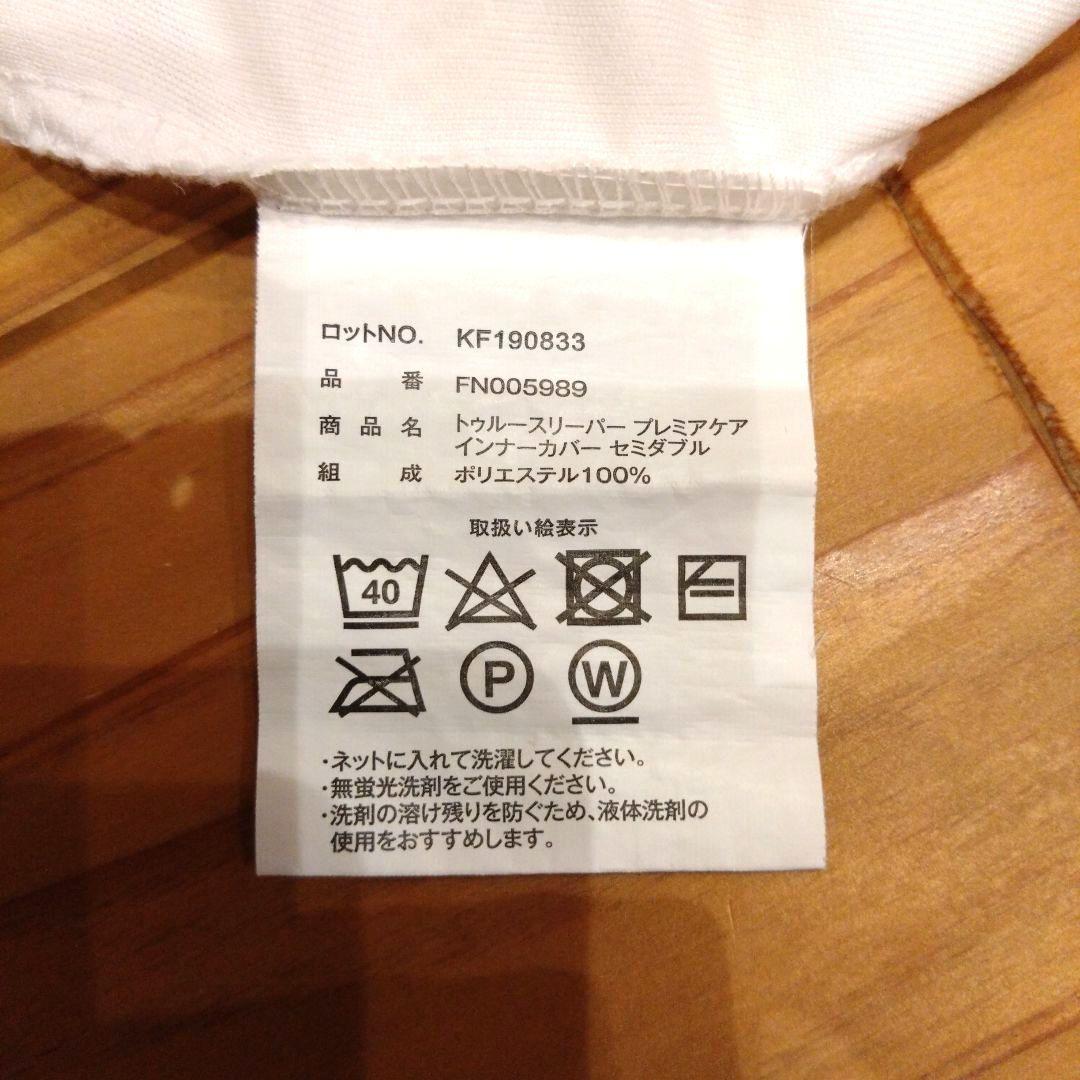 ロットNO. KF190833
品番 FN005989
商品名 トゥルースリーパー プレミアケア
インナーカバー セミダブル
組成 ポリエステル100%
取扱い絵表示
40
P W
・ネットに入れて洗濯してください。
・無蛍光洗剤をご使用ください。
・洗剤の溶け残りを防ぐため、液体洗剤の
使用をおすすめします。